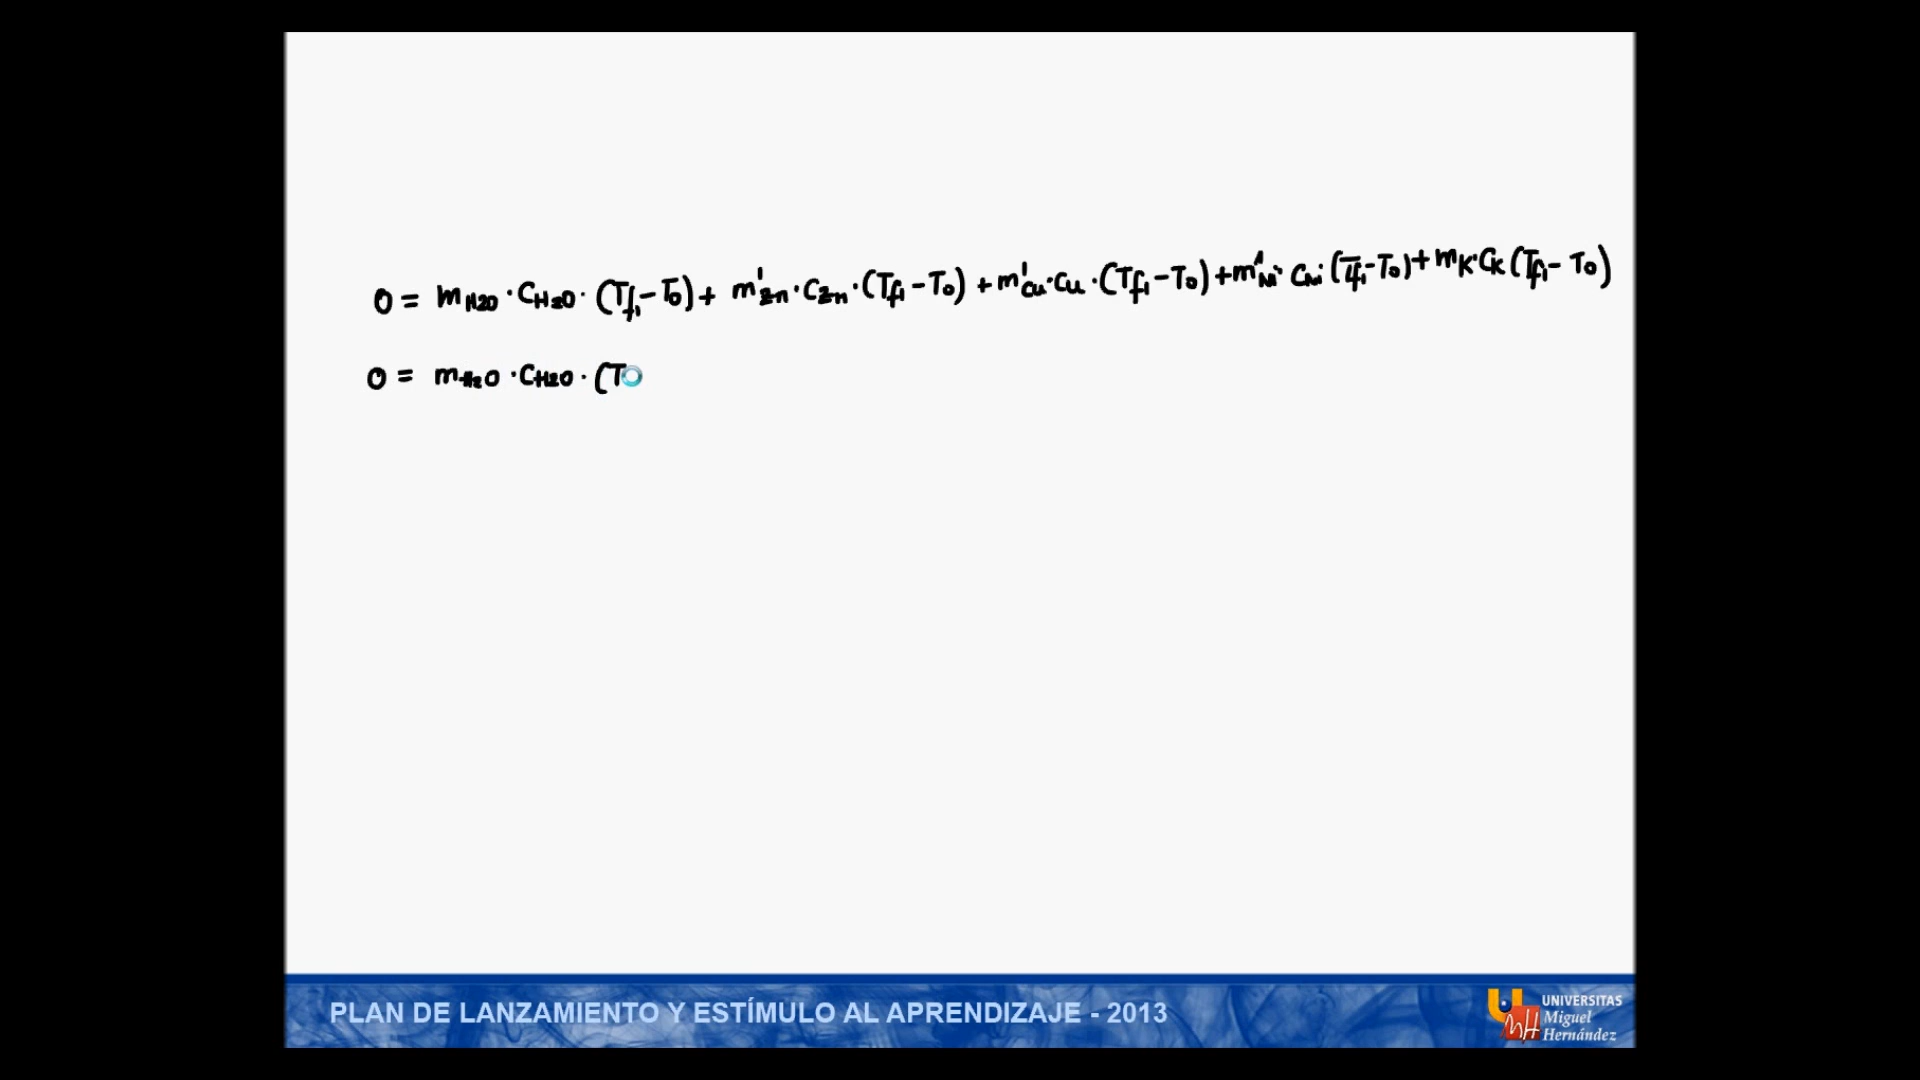 0 = mH2O · CH2O · (Tf1 - T0) + m'Zn · CZn · (Tf1 - T0) + m'Cu · Cu · (Tf1 - T0) + m'Ni · CNi · (Tf1 - T0) + mK · CK (Tf1 - T0)
0 = mH2O · CH2O · (T
PLAN DE LANZAMIENTO Y ESTÍMULO AL APRENDIZAJE - 2013
UNIVERSITAS
Miguel
Hernández